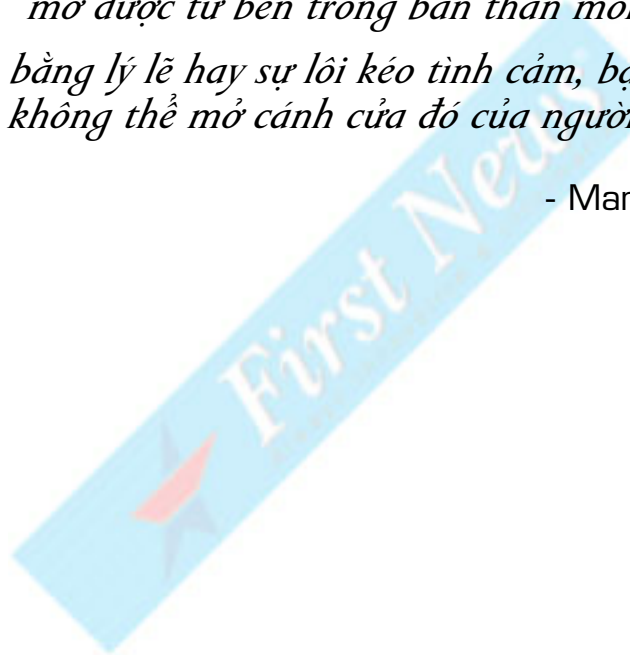 mở được từ bên trong bản thân
bằng lý lẽ hay sự lôi kéo tình cảm,
không thể mở cánh cửa đó của người
- Mar
First News